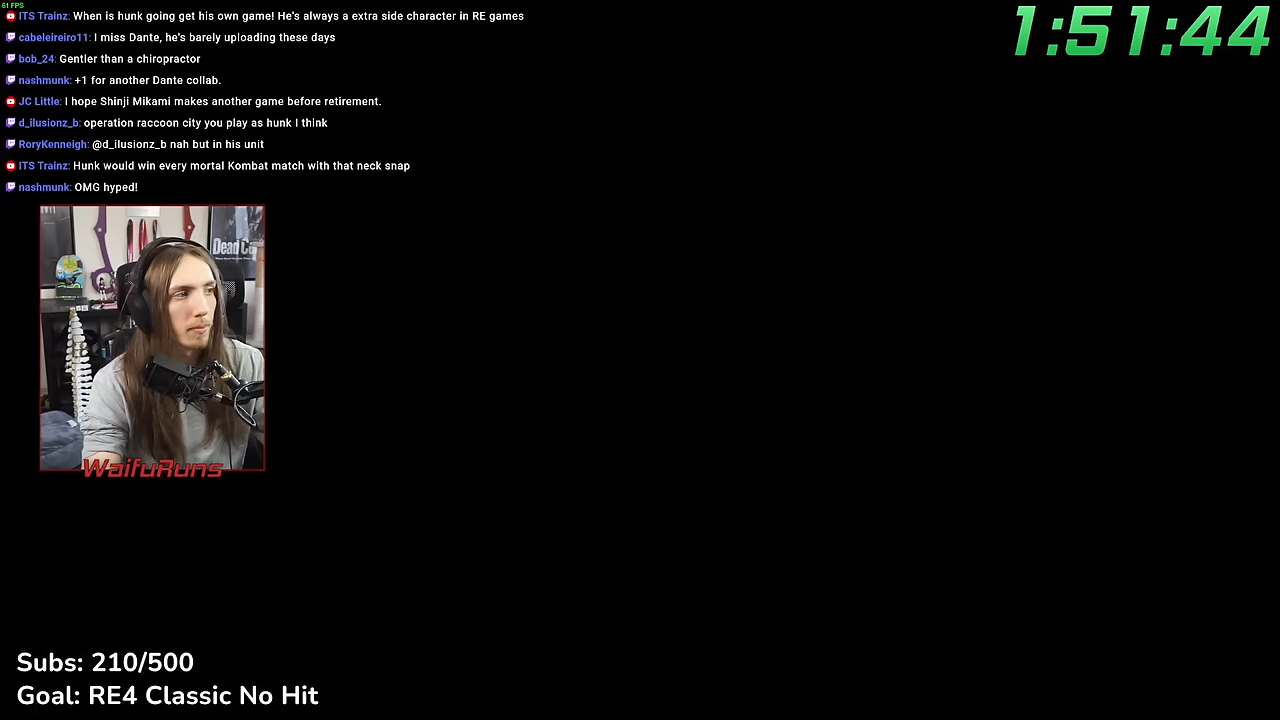 61 FPS
ITS Trainz: When is hunk going get his own game! He's always a extra side character in RE games
cabeleireiro11: I miss Dante, he's barely uploading these days
bob_24: Gentler than a chiropractor
nashmunk: +1 for another Dante collab.
JC Little: I hope Shinji Mikami makes another game before retirement.
d_ilusionz_b: operation raccoon city you play as hunk I think
RoryKenneigh: @d_ilusionz_b nah but in his unit
ITS Trainz: Hunk would win every mortal Kombat match with that neck snap
nashmunk: OMG hyped!
1:51:44
Dead
WaifuRuns
Subs: 210/500
Goal: RE4 Classic No Hit